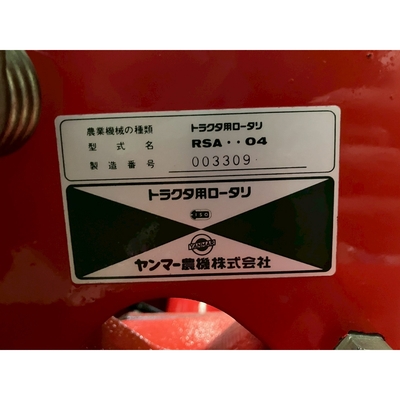 農業機械の種類 トラクタ用ロータリ
型式名 RSA··04
製造番号 003309
トラクタ用ロータリ
YANMAR
ヤンマー農機株式会社